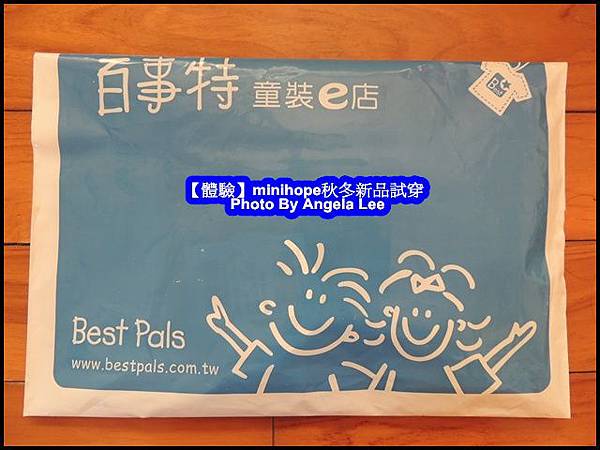 百事特 童裝e店
【體驗】minihope秋冬新品試穿
Photo By Angela Lee
Best Pals
www.bestpals.com.tw